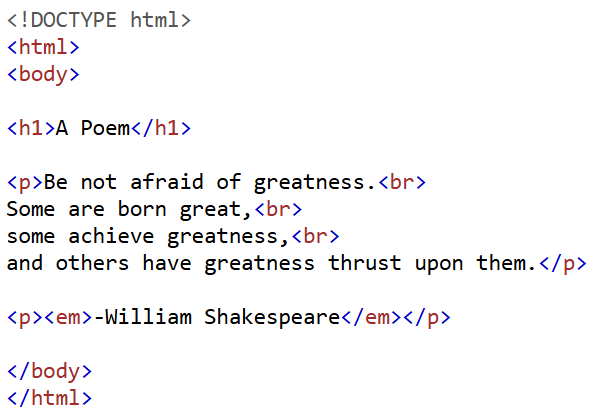 <!DOCTYPE html>
<html>
<body>
<h1>A Poem</h1>
<p>Be not afraid of greatness.<br>
Some are born great,<br>
some achieve greatness,<br>
and others have greatness thrust upon them.</p>
<p><em>-William Shakespeare</em></p>
</body>
</html>